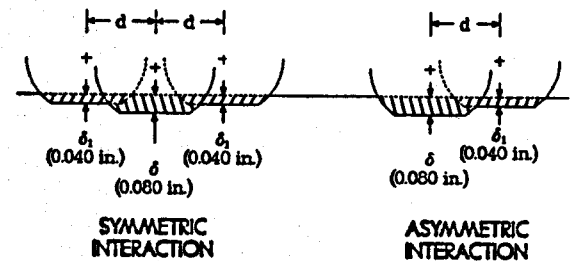 d d d
δ₁ δ δ₁ δ δ₁
(0.040 in.) (0.080 in.) (0.040 in.) (0.080 in.) (0.040 in.)
SYMMETRIC
INTERACTION
ASYMMETRIC
INTERACTION